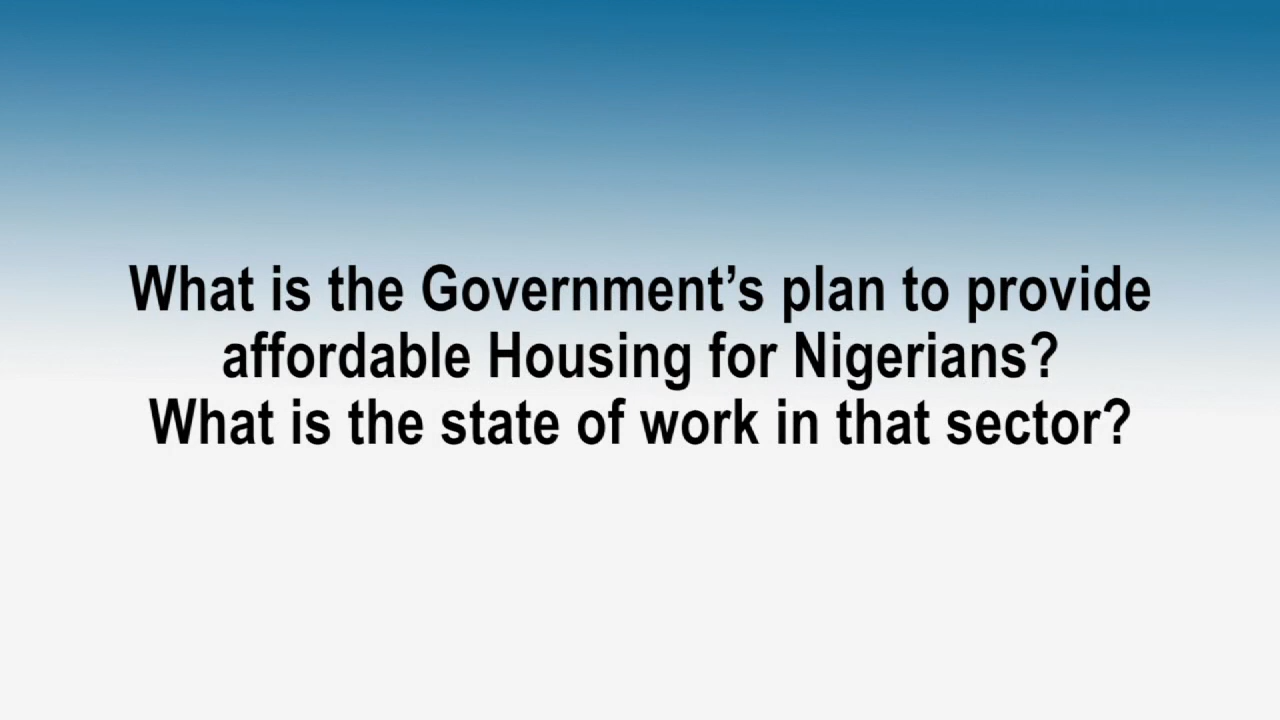 What is the Government’s plan to provide
affordable Housing for Nigerians?
What is the state of work in that sector?